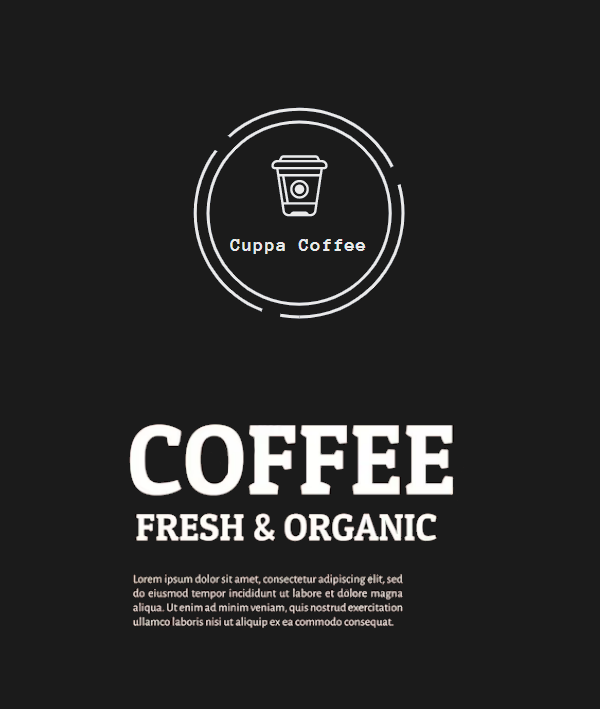 Cuppa Coffee
COFFEE
FRESH & ORGANIC
Lorem ipsum dolor sit amet, consectetur adipiscing elit, sed
do eiusmod tempor incididunt ut labore et dolore magna
aliqua. Ut enim ad minim veniam, quis nostrud exercitation
ullamco laboris nisi ut aliquip ex ea commodo consequat.